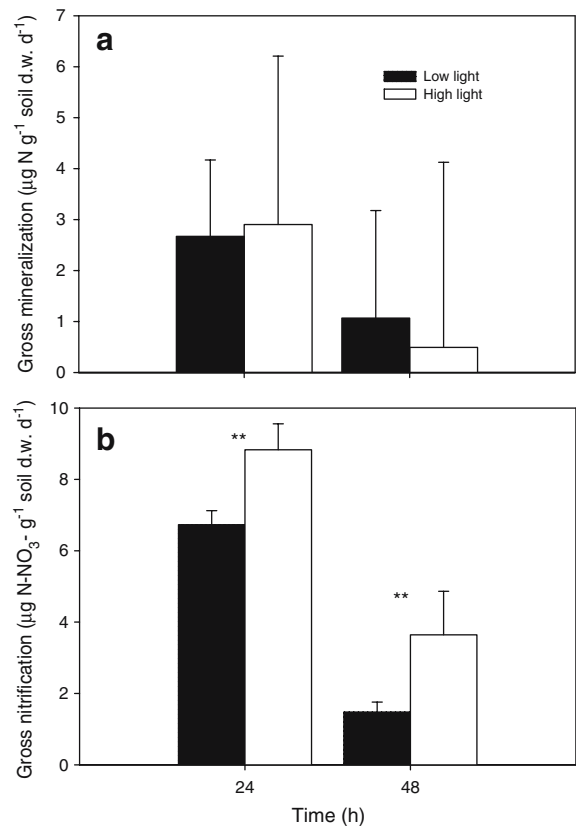 a
Low light
High light
Gross mineralization (µg N g⁻¹ soil d.w. d⁻¹)
7
6
5
4
3
2
1
0
b
Gross nitrification (µg N-NO₃- g⁻¹ soil d.w. d⁻¹)
10
8
6
4
2
0
**
**
24
48
Time (h)